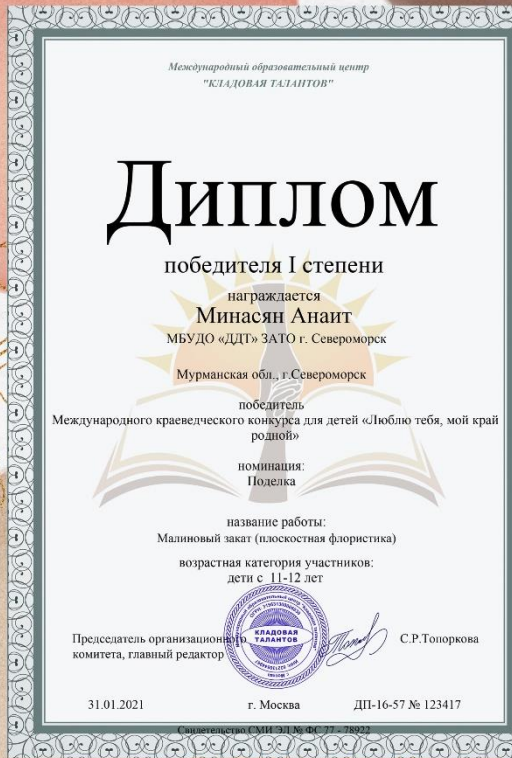 Международный образовательный центр
"КЛАДОВАЯ ТАЛАНТОВ"
Диплом
победителя I степени
награждается
Минасян Анаит
МБУДО «ДДТ» ЗАТО г. Североморск
Мурманская обл., г.Североморск
победитель
Международного краеведческого конкурса для детей «Люблю тебя, мой край
родной»
номинация:
Поделка
название работы:
Малиновый закат (плоскостная флористика)
возрастная категория участников:
дети с 11-12 лет
Председатель организационного
комитета, главный редактор
КЛАДОВАЯ
ТАЛАНТОВ
С.Р.Топоркова
31.01.2021
г. Москва
ДП-16-57 № 123417
Свидетельство СМИ ЭЛ № ФС 77 - 78922